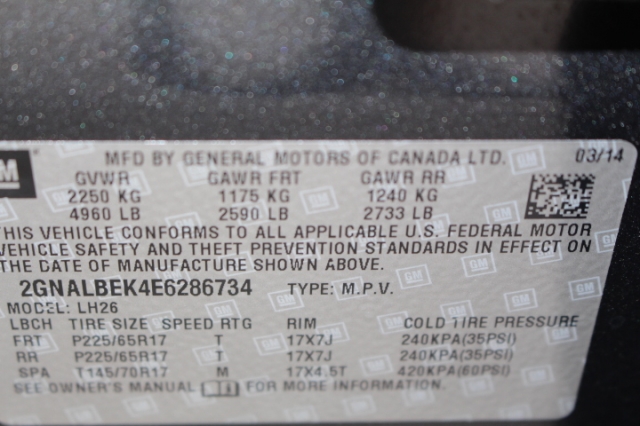 GM MFD BY GENERAL MOTORS OF CANADA LTD. 03/14
GVWR GAWR FRT GAWR RR
2250 KG 1175 KG 1240 KG
4960 LB 2590 LB 2733 LB
THIS VEHICLE CONFORMS TO ALL APPLICABLE U.S. FEDERAL MOTOR
VEHICLE SAFETY AND THEFT PREVENTION STANDARDS IN EFFECT ON
THE DATE OF MANUFACTURE SHOWN ABOVE.
2GNALBEK4E6286734 TYPE: M.P.V.
MODEL: LH26
LBCH TIRE SIZE SPEED RTG RIM COLD TIRE PRESSURE
FRT P225/65R17 T 17X7J 240KPA(35PSI)
RR P225/65R17 T 17X7J 240KPA(35PSI)
SPA T145/70R17 M 17X4.5T 420KPA(60PSI)
SEE OWNER'S MANUAL FOR MORE INFORMATION.